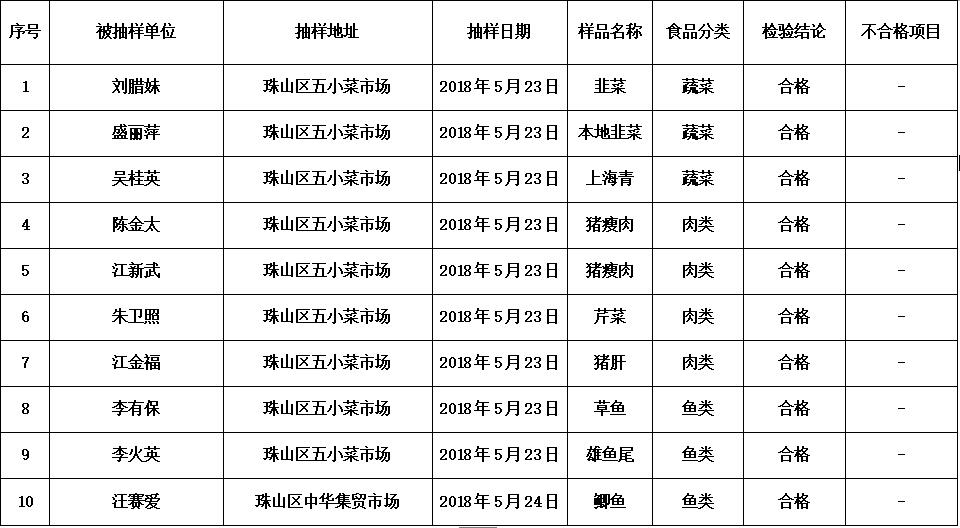 序号 被抽样单位 抽样地址 抽样日期 样品名称 食品分类 检验结论 不合格项目
1 刘腊妹 珠山区五小菜市场 2018年5月23日 韭菜 蔬菜 合格 -
2 盛丽萍 珠山区五小菜市场 2018年5月23日 本地韭菜 蔬菜 合格 -
3 吴桂英 珠山区五小菜市场 2018年5月23日 上海青 蔬菜 合格 -
4 陈金太 珠山区五小菜市场 2018年5月23日 猪瘦肉 肉类 合格 -
5 江新武 珠山区五小菜市场 2018年5月23日 猪瘦肉 肉类 合格 -
6 朱卫照 珠山区五小菜市场 2018年5月23日 芹菜 肉类 合格 -
7 江金福 珠山区五小菜市场 2018年5月23日 猪肝 肉类 合格 -
8 李有保 珠山区五小菜市场 2018年5月23日 草鱼 鱼类 合格 -
9 李火英 珠山区五小菜市场 2018年5月23日 雄鱼尾 鱼类 合格 -
10 汪赛爱 珠山区中华集贸市场 2018年5月24日 鲫鱼 鱼类 合格 -